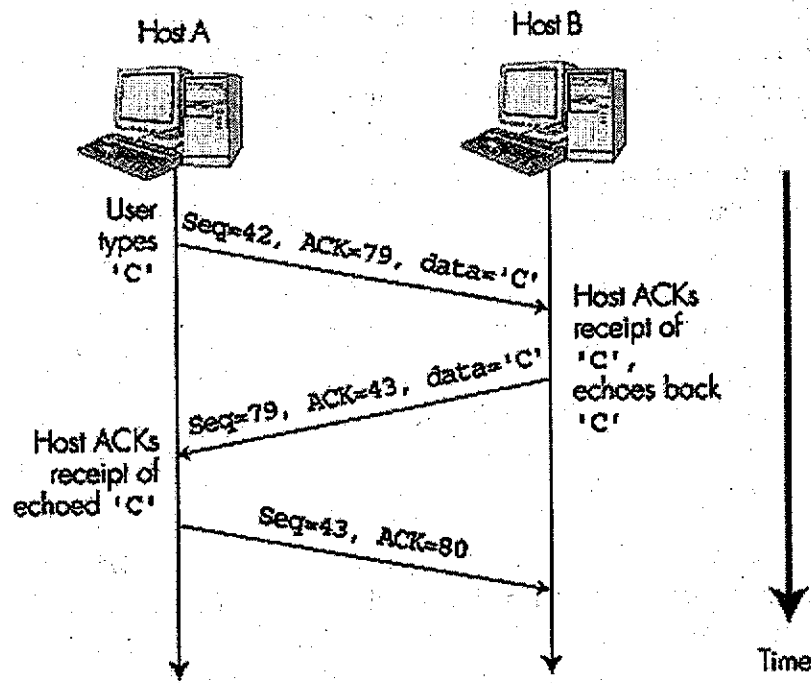 Host A
Host B
User
types
'C'
Seq=42, ACK=79, data='C'
Host ACKs
receipt of
'C',
echoes back
'C'
Seq=79, ACK=43, data='C'
Host ACKs
receipt of
echoed 'C'
Seq=43, ACK=80
Time